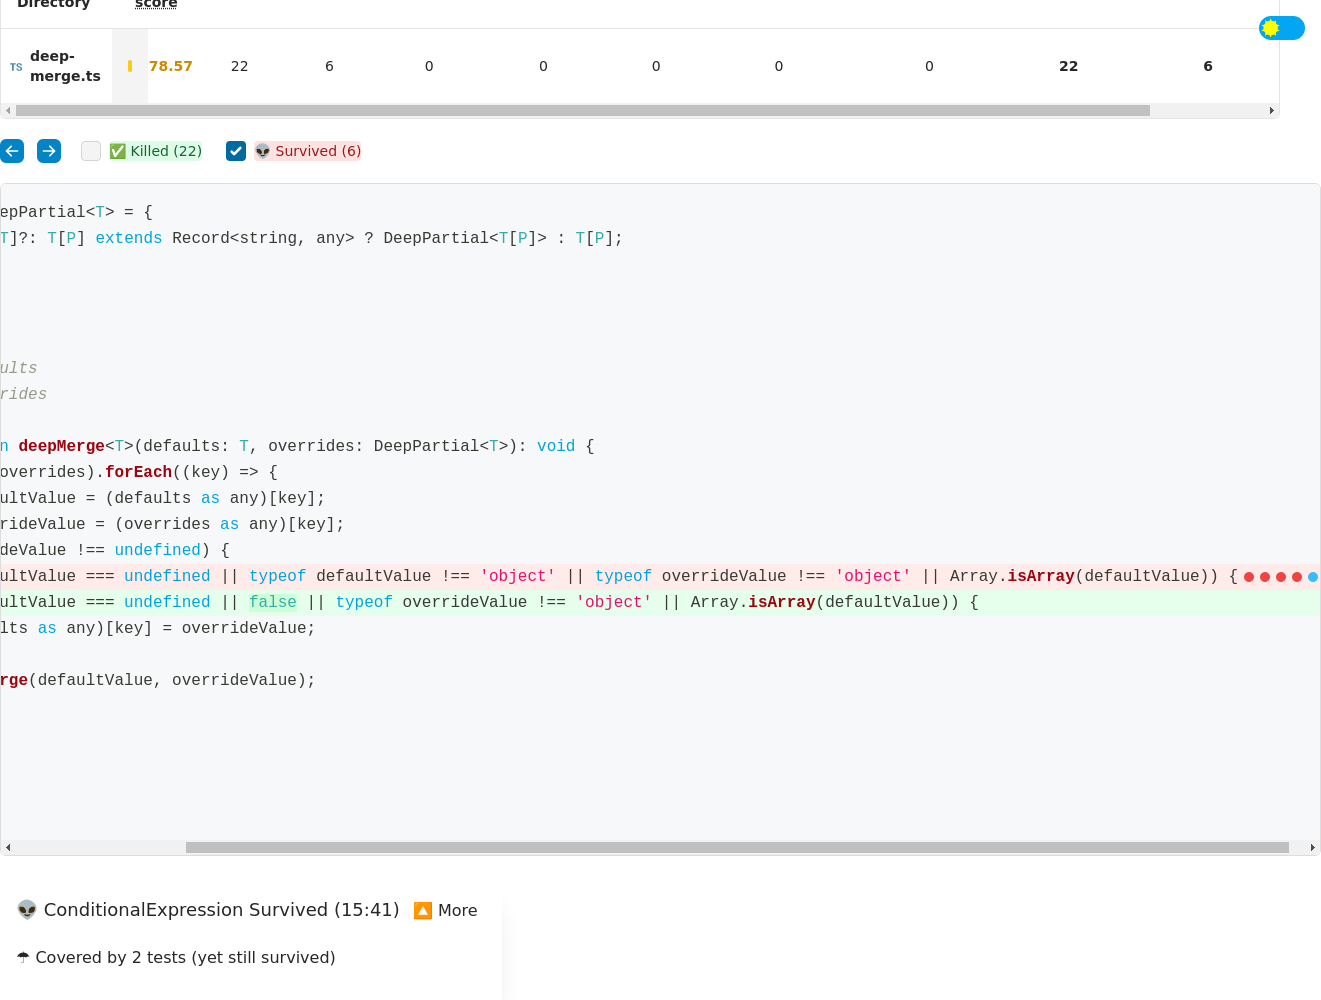 Directory score
TS deep-merge.ts 78.57 22 6 0 0 0 0 0 22 6
✅ Killed (22) 👽 Survived (6)
epPartial<T> = {
T]?: T[P] extends Record<string, any> ? DeepPartial<T[P]> : T[P];
ults
rides
n deepMerge<T>(defaults: T, overrides: DeepPartial<T>): void {
overrides).forEach((key) => {
ultValue = (defaults as any)[key];
rideValue = (overrides as any)[key];
deValue !== undefined) {
ultValue === undefined || typeof defaultValue !== 'object' || typeof overrideValue !== 'object' || Array.isArray(defaultValue)) {
ultValue === undefined || false || typeof overrideValue !== 'object' || Array.isArray(defaultValue)) {
lts as any)[key] = overrideValue;
rge(defaultValue, overrideValue);
👽 ConditionalExpression Survived (15:41) 🔼 More
☂ Covered by 2 tests (yet still survived)